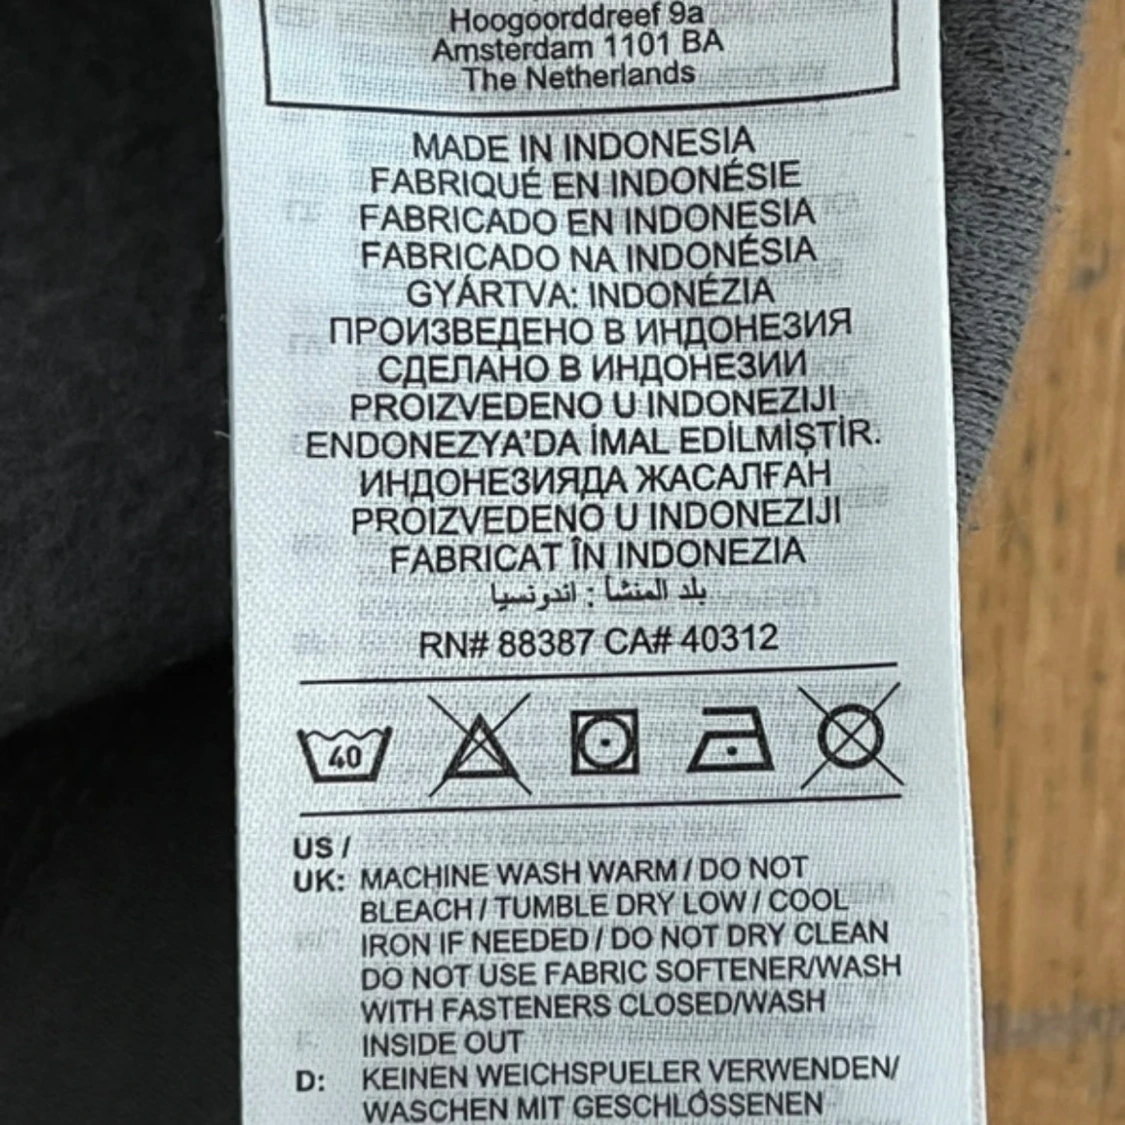 Hoogoorddreef 9a
Amsterdam 1101 BA
The Netherlands
MADE IN INDONESIA
FABRIQUÉ EN INDONÉSIE
FABRICADO EN INDONESIA
FABRICADO NA INDONÉSIA
GYÁRTVA: INDONÉZIA
ПРОИЗВЕДЕНО В ИНДОНЕЗИЯ
СДЕЛАНО В ИНДОНЕЗИИ
PROIZVEDENO U INDONEZIJI
ENDONEZYA'DA İMAL EDİLMİŞTİR.
ИНДОНЕЗИЯДА ЖАСАЛҒАН
PROIZVEDENO U INDONEZIJI
FABRICAT ÎN INDONEZIA
بلد المنشأ : اندونسيا
RN# 88387 CA# 40312
40
US /
UK: MACHINE WASH WARM / DO NOT
BLEACH / TUMBLE DRY LOW / COOL
IRON IF NEEDED / DO NOT DRY CLEAN
DO NOT USE FABRIC SOFTENER/WASH
WITH FASTENERS CLOSED/WASH
INSIDE OUT
D: KEINEN WEICHSPUELER VERWENDEN/
WASCHEN MIT GESCHLOSSENEN